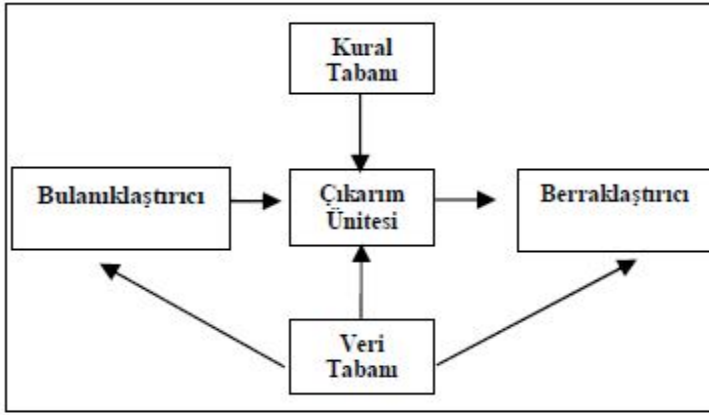 Kural
Tabanı
Bulanıklaştırıcı
Çıkarım
Ünitesi
Berraklaştırıcı
Veri
Tabanı